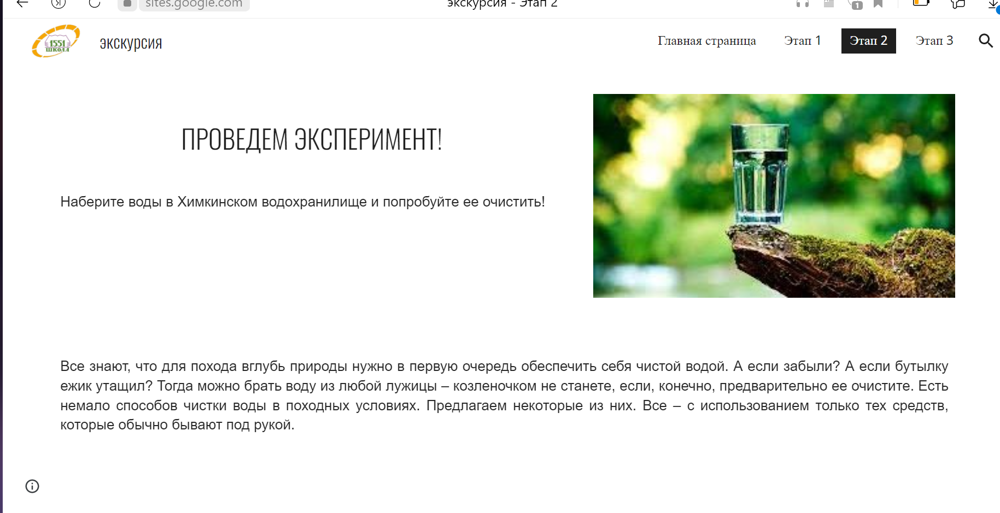 sites.google.com
экскурсия - Этап 2
1
1551
ШКОЛА
ЭКСКУРСИЯ
Главная страница
Этап 1
Этап 2
Этап 3
ПРОВЕДЕМ ЭКСПЕРИМЕНТ!
Наберите воды в Химкинском водохранилище и попробуйте ее очистить!
Все знают, что для похода вглубь природы нужно в первую очередь обеспечить себя чистой водой. А если забыли? А если бутылку
ежик утащил? Тогда можно брать воду из любой лужицы – козленочком не станете, если, конечно, предварительно ее очистите. Есть
немало способов чистки воды в походных условиях. Предлагаем некоторые из них. Все – с использованием только тех средств,
которые обычно бывают под рукой.